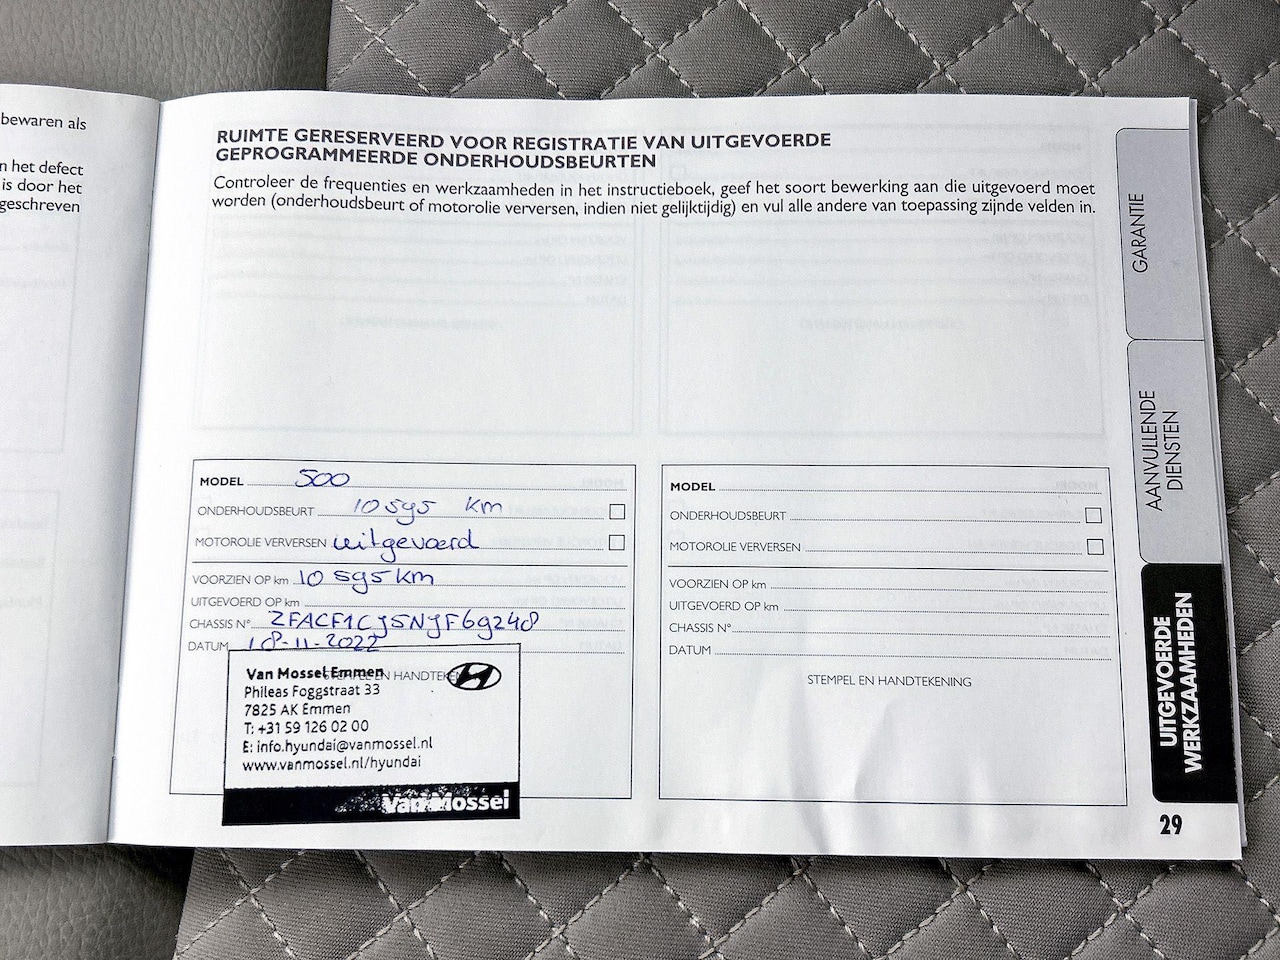 bewaren als
n het defect
is door het
geschreven
RUIMTE GERESERVEERD VOOR REGISTRATIE VAN UITGEVOERDE
GEPROGRAMMEERDE ONDERHOUDSBEURTEN
Controleer de frequenties en werkzaamheden in het instructieboek, geef het soort bewerking aan die uitgevoerd moet
worden (onderhoudsbeurt of motorolie verversen, indien niet gelijktijdig) en vul alle andere van toepassing zijnde velden in.
MODEL 500
ONDERHOUDSBEURT 10595 km
MOTOROLIE VERVERSEN uitgevoerd
VOORZIEN OP km 10595 km
UITGEVOERD OP km
CHASSIS N° ZFACF1CJ5NJF69248
DATUM 18-11-2022
STEMPEL EN HANDTEKEN
Van Mossel Emmen
Phileas Foggstraat 33
7825 AK Emmen
T: +31 59 126 02 00
E: info.hyundai@vanmossel.nl
www.vanmossel.nl/hyundai
Van Mossel
MODEL
ONDERHOUDSBEURT
MOTOROLIE VERVERSEN
VOORZIEN OP km
UITGEVOERD OP km
CHASSIS N°
DATUM
STEMPEL EN HANDTEKENING
GARANTIE
AANVULLENDE
DIENSTEN
UITGEVOERDE
WERKZAAMHEDEN
29